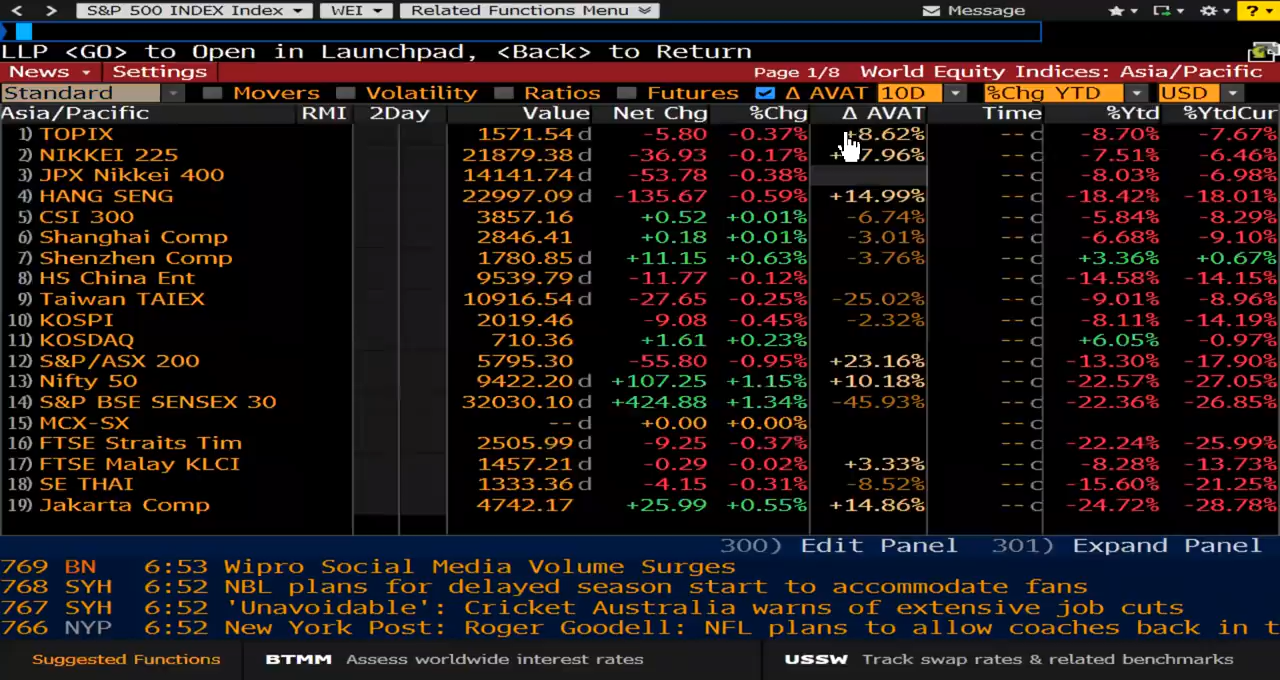 < > S&P 500 INDEX Index WEI Related Functions Menu Message ?
LLP <GO> to Open in Launchpad, <Back> to Return
News Settings Page 1/8 World Equity Indices: Asia/Pacific
Standard Movers Volatility Ratios Futures Δ AVAT 10D %Chg YTD USD
Asia/Pacific RMI 2Day Value Net Chg %Chg Δ AVAT Time %Ytd %YtdCur
1) TOPIX 1571.54 d -5.80 -0.37% +8.62% -- c -8.70% -7.67%
2) NIKKEI 225 21879.38 d -36.93 -0.17% -- c -7.51% -6.46%
3) JPX Nikkei 400 14141.74 d -53.78 -0.38% -- c -8.03% -6.98%
4) HANG SENG 22997.09 d -135.67 -0.59% +14.99% -- c -18.42% -18.01%
5) CSI 300 3857.16 +0.52 +0.01% -6.74% -- c -5.84% -8.29%
6) Shanghai Comp 2846.41 +0.18 +0.01% -3.01% -- c -6.68% -9.10%
7) Shenzhen Comp 1780.85 d +11.15 +0.63% -3.76% -- c +3.36% +0.67%
8) HS China Ent 9539.79 d -11.77 -0.12% -- c -14.58% -14.15%
9) Taiwan TAIEX 10916.54 d -27.65 -0.25% -25.02% -- c -9.01% -8.96%
10) KOSPI 2019.46 -9.08 -0.45% -2.32% -- c -8.11% -14.19%
11) KOSDAQ 710.36 +1.61 +0.23% -- c +6.05% -0.97%
12) S&P/ASX 200 5795.30 -55.80 -0.95% +23.16% -- c -13.30% -17.90%
13) Nifty 50 9422.20 d +107.25 +1.15% +10.18% -- c -22.57% -27.05%
14) S&P BSE SENSEX 30 32030.10 d +424.88 +1.34% -45.93% -- c -22.36% -26.85%
15) MCX-SX -- d +0.00 +0.00% -- c
16) FTSE Straits Tim 2505.99 d -9.25 -0.37% -- c -22.24% -25.99%
17) FTSE Malay KLCI 1457.21 d -0.29 -0.02% +3.33% -- c -8.28% -13.73%
18) SE THAI 1333.36 d -4.15 -0.31% -8.52% -- c -15.60% -21.25%
19) Jakarta Comp 4742.17 +25.99 +0.55% +14.86% -- c -24.72% -28.78%
300) Edit Panel 301) Expand Panel
769 BN 6:53 Wipro Social Media Volume Surges
768 SYH 6:52 NBL plans for delayed season start to accommodate fans
767 SYH 6:52 'Unavoidable': Cricket Australia warns of extensive job cuts
766 NYP 6:52 New York Post: Roger Goodell: NFL plans to allow coaches back in t
Suggested Functions BTMM Assess worldwide interest rates USSW Track swap rates & related benchmarks